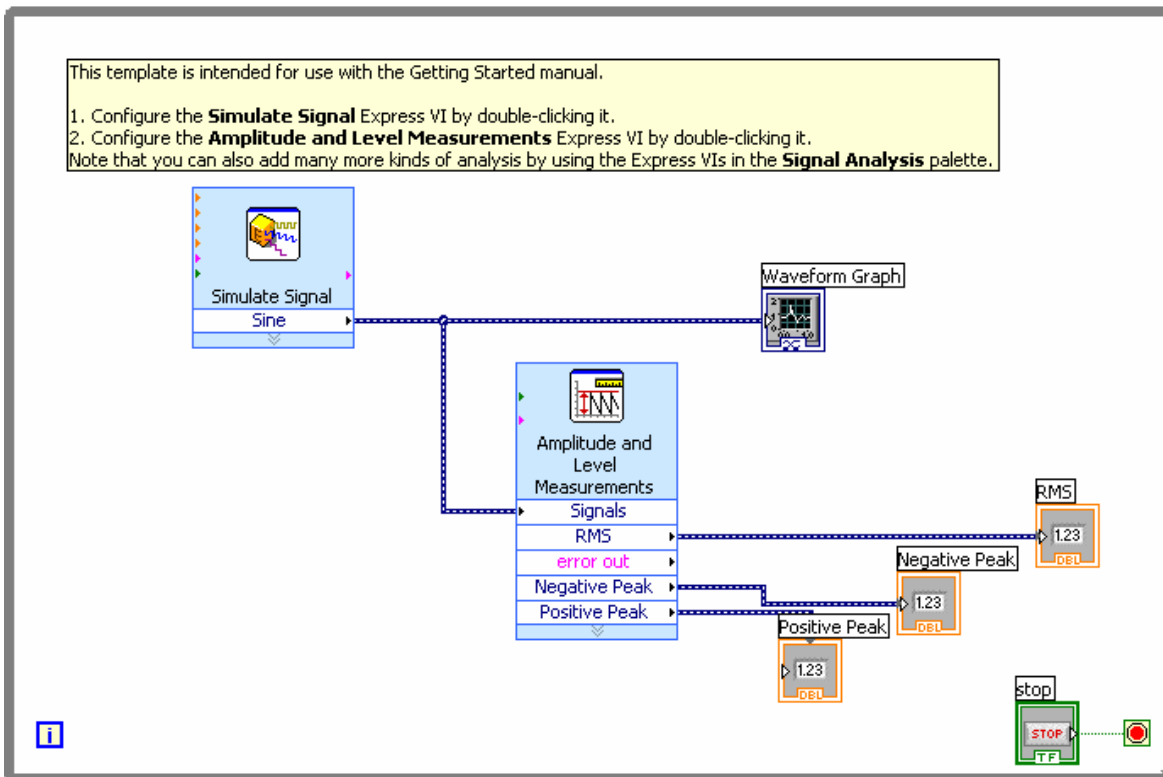 This template is intended for use with the Getting Started manual.
1. Configure the Simulate Signal Express VI by double-clicking it.
2. Configure the Amplitude and Level Measurements Express VI by double-clicking it.
Note that you can also add many more kinds of analysis by using the Express VIs in the Signal Analysis palette.
Simulate Signal
Sine
Waveform Graph
Amplitude and
Level
Measurements
Signals
RMS
error out
Negative Peak
Positive Peak
RMS
1.23
DBL
Negative Peak
1.23
DBL
Positive Peak
1.23
DBL
stop
STOP
TF
i